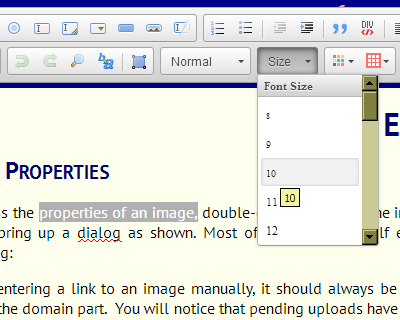 DIV
Normal
Size
Font Size
8
9
10
11
10
12
E
PROPERTIES
s the properties of an image, double-
bring up a dialog as shown. Most of
g:
entering a link to an image manually, it should always be
the domain part. You will notice that pending uploads have